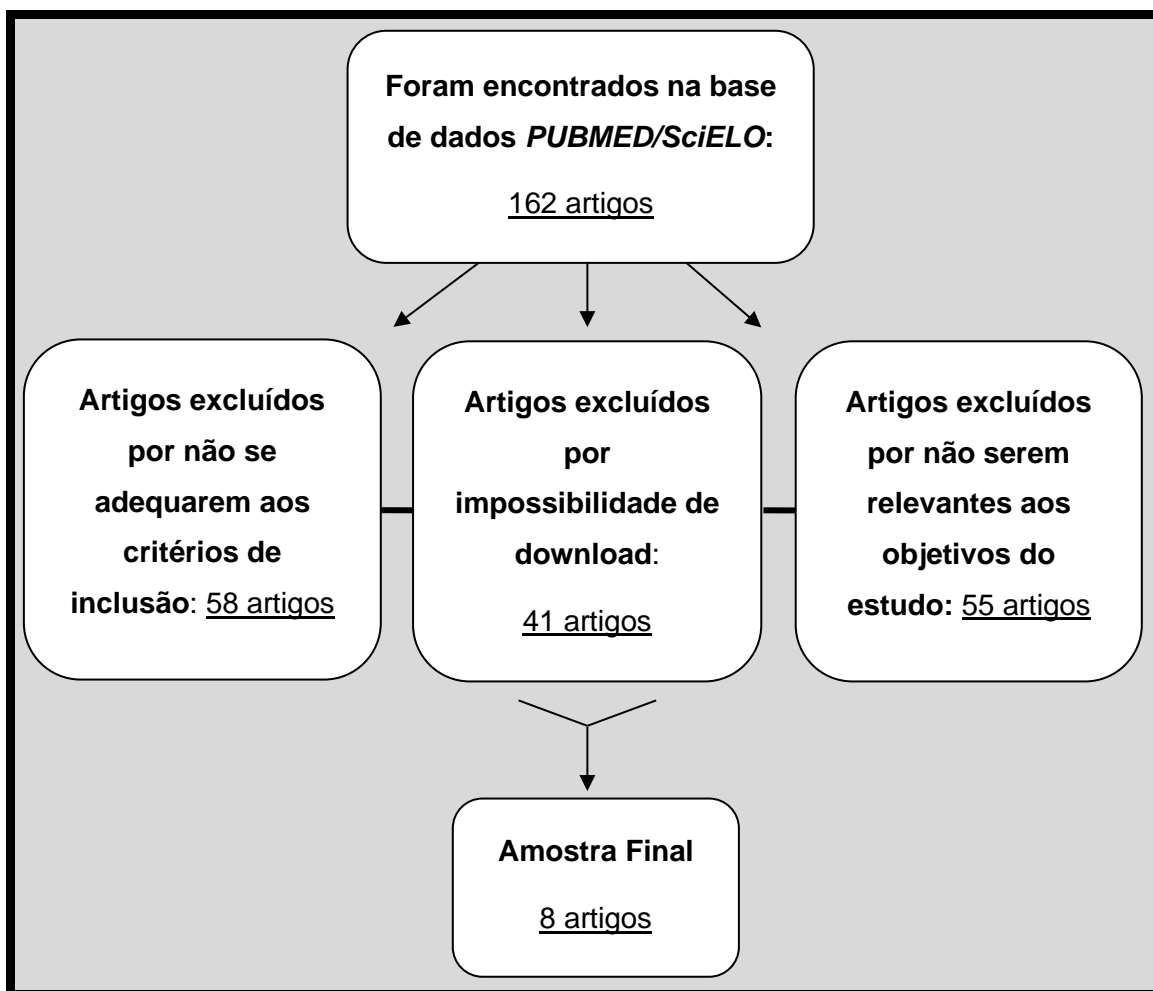 Foram encontrados na base
de dados PUBMED/SciELO:
162 artigos
Artigos excluídos
por não se
adequarem aos
critérios de
inclusão: 58 artigos
Artigos excluídos
por
impossibilidade de
download:
41 artigos
Artigos excluídos
por não serem
relevantes aos
objetivos do
estudo: 55 artigos
Amostra Final
8 artigos